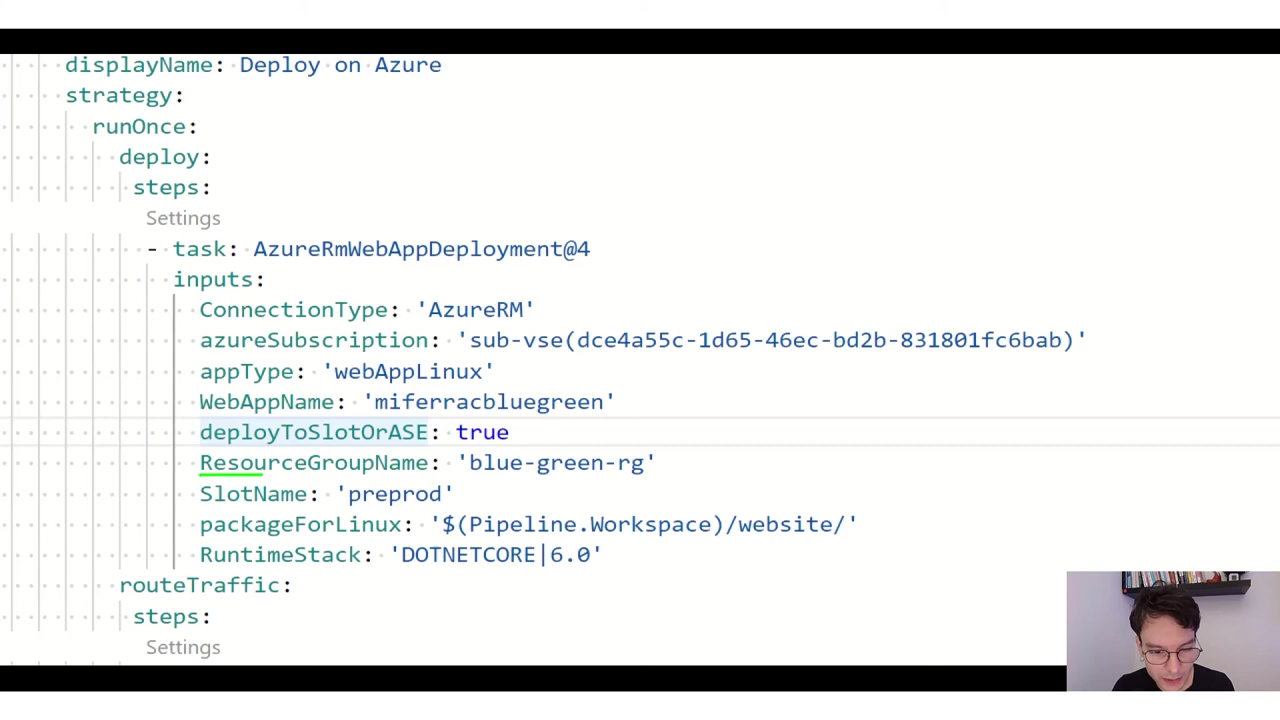 displayName: Deploy on Azure
strategy:
runOnce:
deploy:
steps:
Settings
- task: AzureRmWebAppDeployment@4
inputs:
ConnectionType: 'AzureRM'
azureSubscription: 'sub-vse(dce4a55c-1d65-46ec-bd2b-831801fc6bab)'
appType: 'webAppLinux'
WebAppName: 'miferracbluegreen'
deployToSlotOrASE: true
ResourceGroupName: 'blue-green-rg'
SlotName: 'preprod'
packageForLinux: '$(Pipeline.Workspace)/website/'
RuntimeStack: 'DOTNETCORE|6.0'
routeTraffic:
steps:
Settings